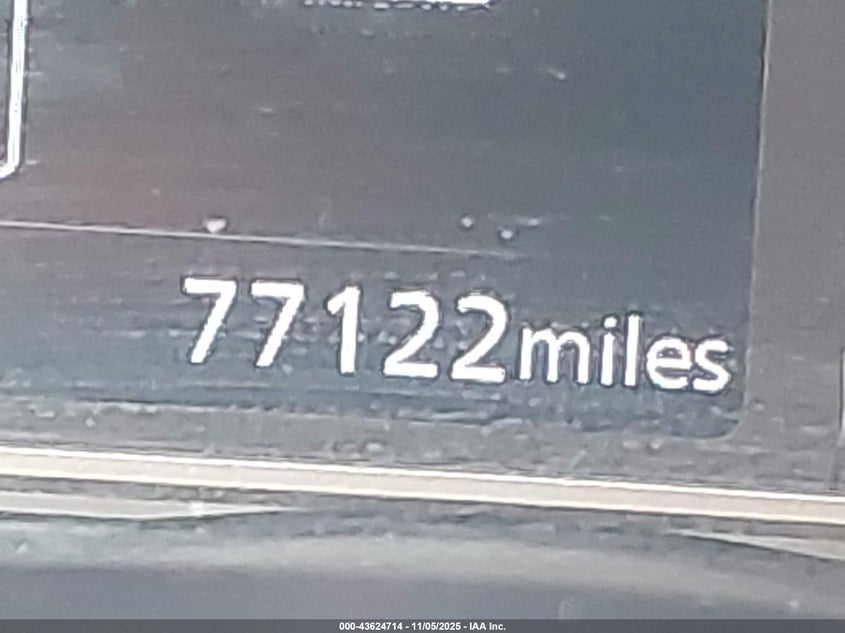 77122miles
000-43624714 - 11/05/2025 - IAA Inc.